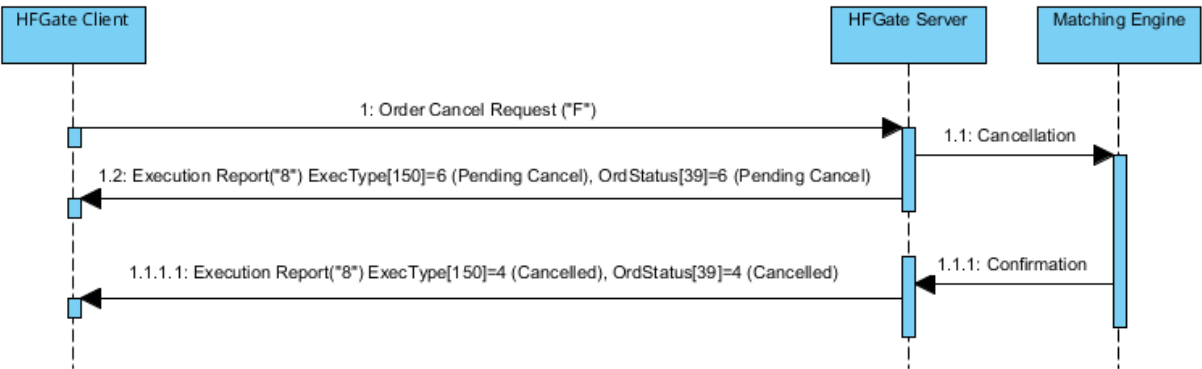 HFGate Client
HFGate Server
Matching Engine
1: Order Cancel Request ("F")
1.1: Cancellation
1.2: Execution Report("8") ExecType[150]=6 (Pending Cancel), OrdStatus[39]=6 (Pending Cancel)
1.1.1: Confirmation
1.1.1.1: Execution Report("8") ExecType[150]=4 (Cancelled), OrdStatus[39]=4 (Cancelled)